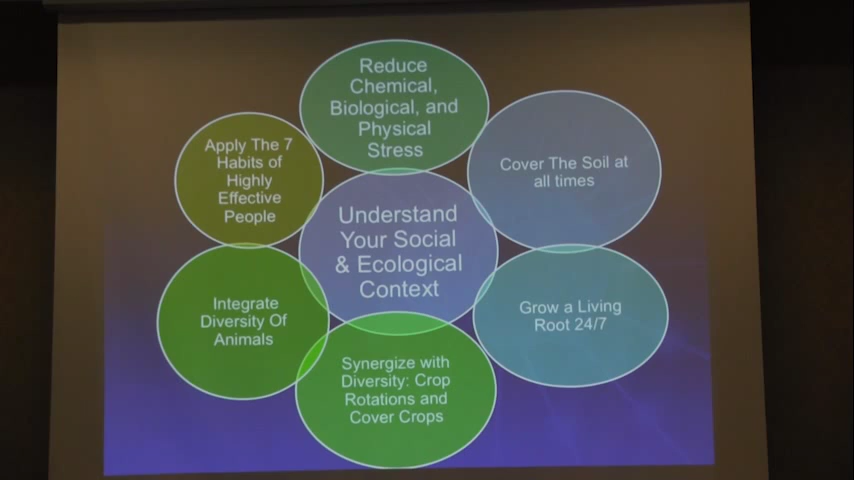 Reduce
Chemical,
Biological, and
Physical
Stress
Apply The 7
Habits of
Highly
Effective
People
Cover The Soil at
all times
Understand
Your Social
& Ecological
Context
Integrate
Diversity Of
Animals
Grow a Living
Root 24/7
Synergize with
Diversity: Crop
Rotations and
Cover Crops